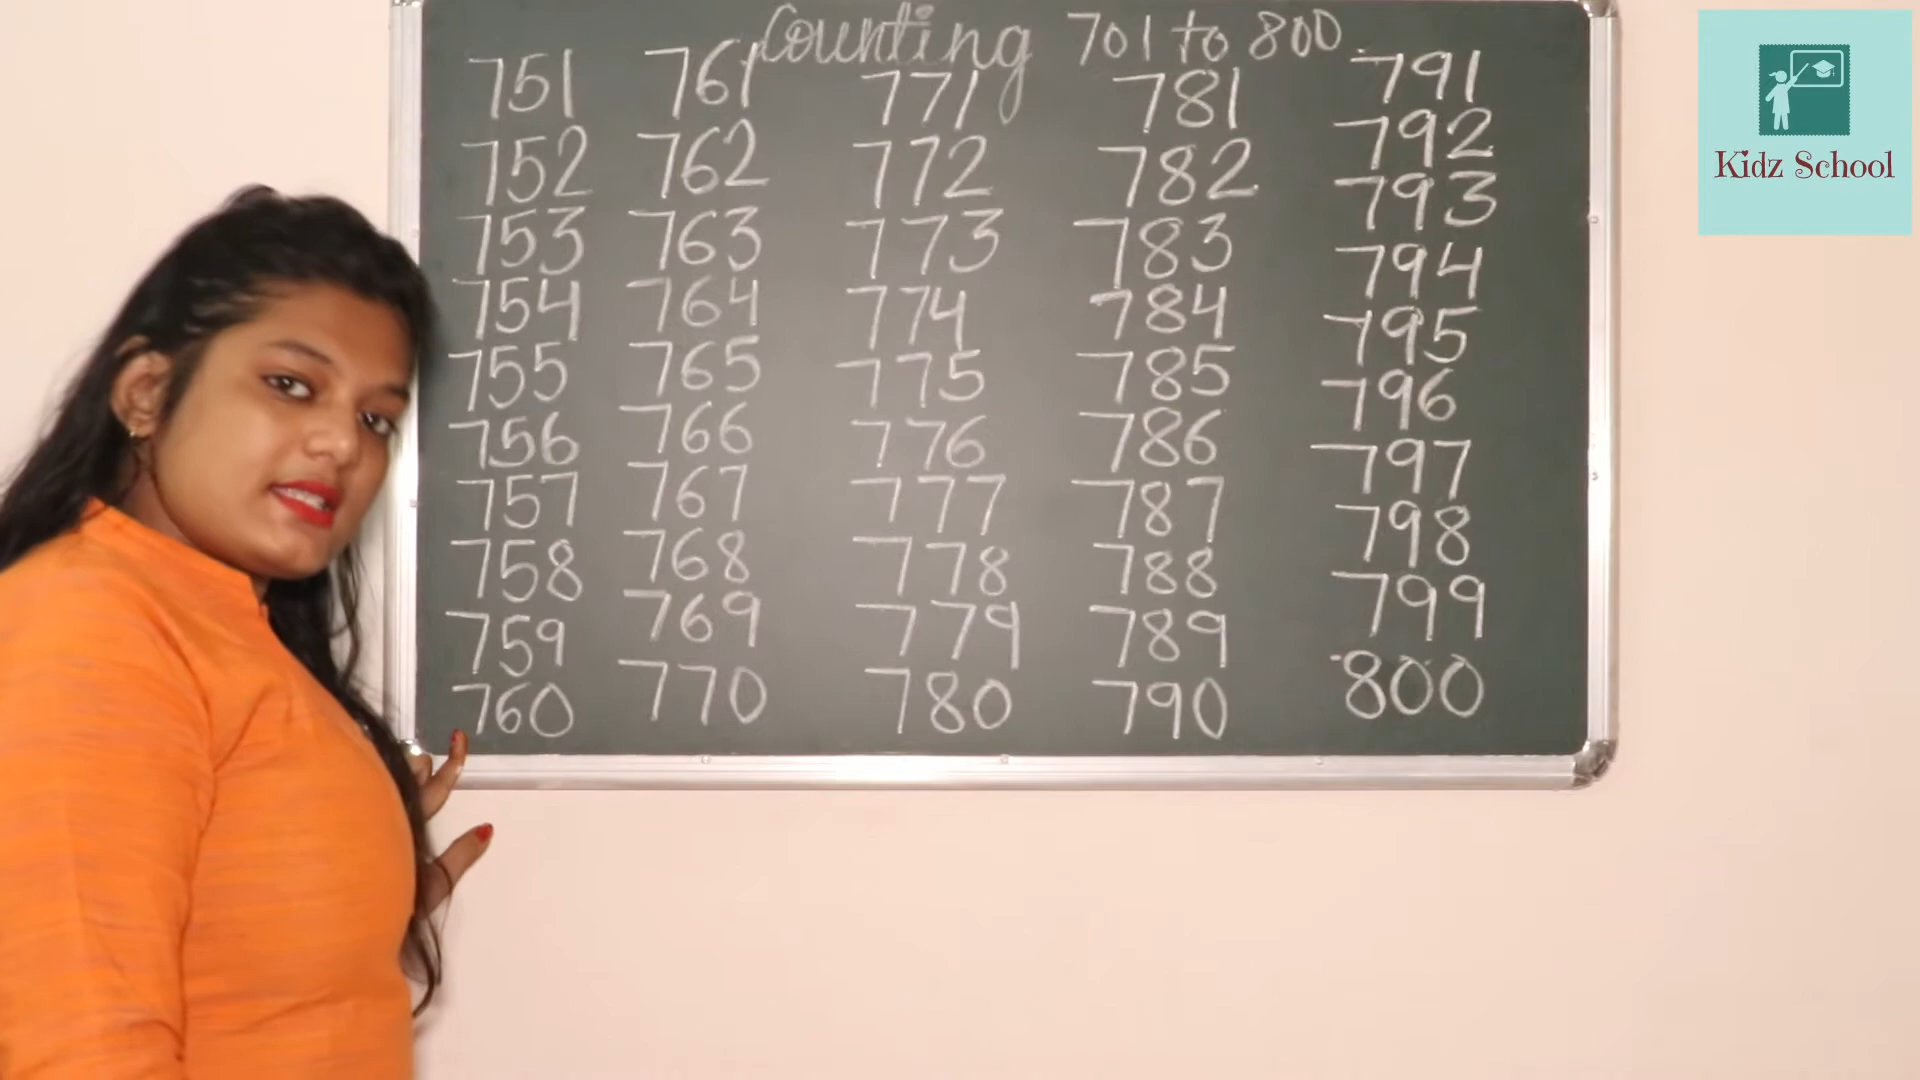 Counting 701 to 800
751 761 771 781 791
752 762 772 782 792
753 763 773 783 793
754 764 774 784 794
755 765 775 785 795
756 766 776 786 796
757 767 777 787 797
758 768 778 788 798
759 769 779 789 799
760 770 780 790 800
Kidz School